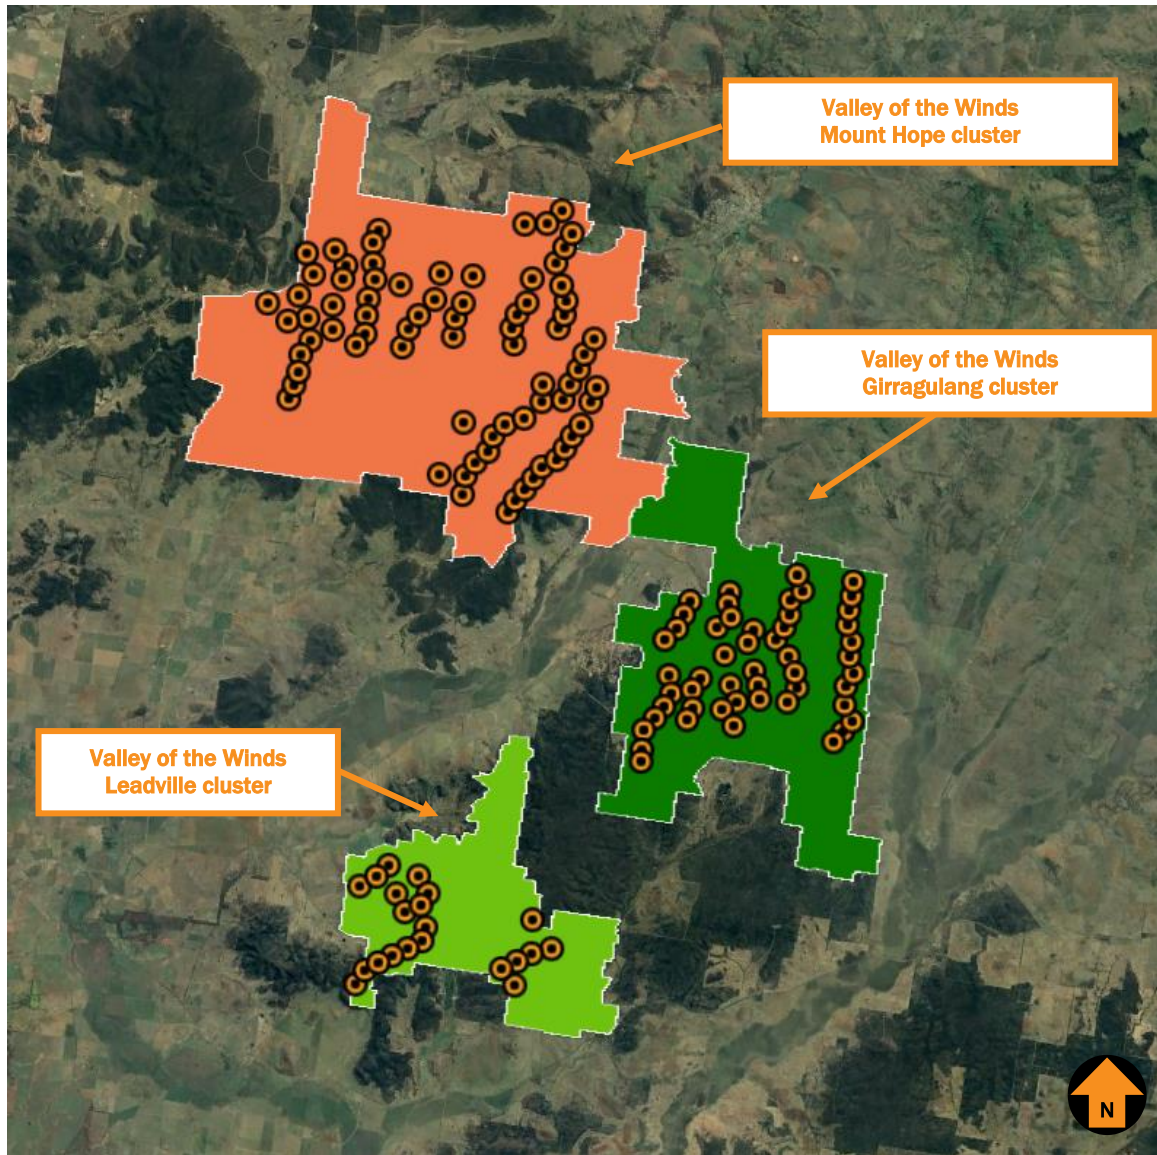 Valley of the Winds
Mount Hope cluster
Valley of the Winds
Girragulang cluster
Valley of the Winds
Leadville cluster
N